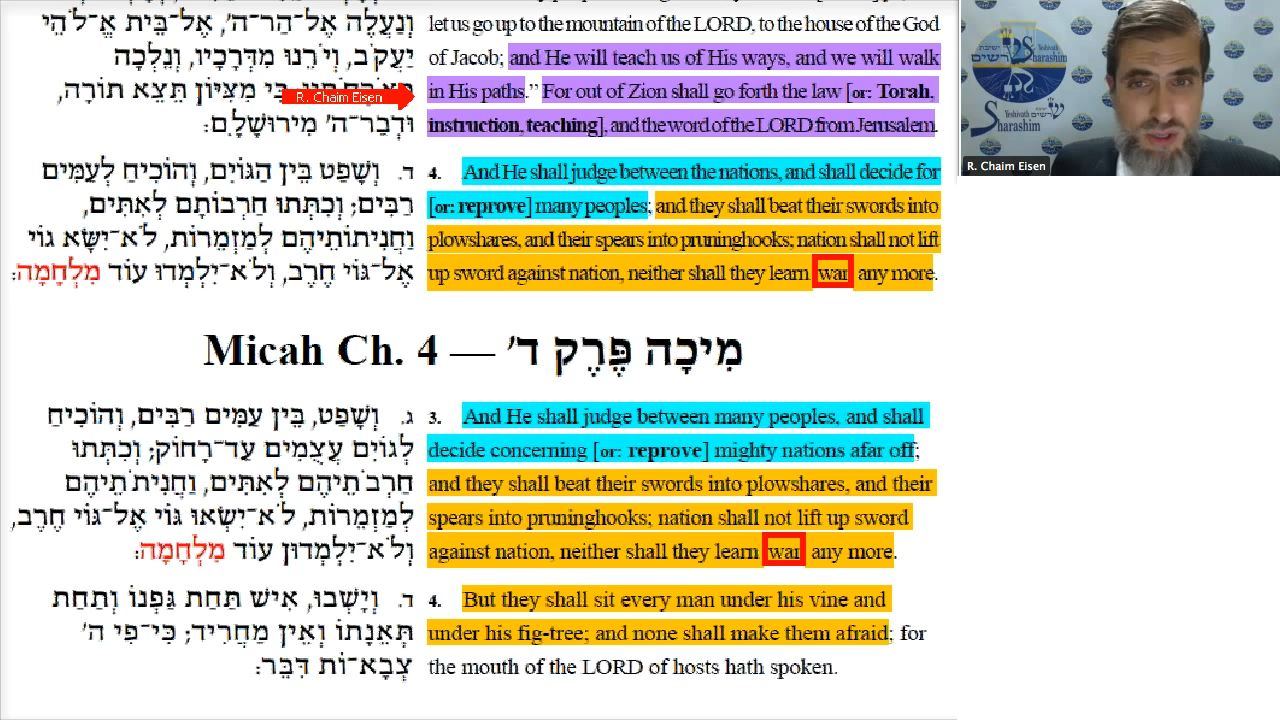 וְנַעֲלֶה אֶל־הַר־ה', אֶל־בֵּית אֱ־לֹהֵי
יַעֲקֹב, וְיֹרֵנוּ מִדְּרָכָיו, וְנֵלְכָה
כִּי מִצִּיּוֹן תֵּצֵא תוֹרָה,
וּדְבַר־ה' מִירוּשָׁלָ͏ִם:
let us go up to the mountain of the LORD, to the house of the God
of Jacob; and He will teach us of His ways, and we will walk
in His paths.” For out of Zion shall go forth the law [or: Torah,
instruction, teaching], and the word of the LORD from Jerusalem.
R. Chaim Eisen
ד. וְשָׁפַט בֵּין הַגּוֹיִם, וְהוֹכִיחַ לְעַמִּים
רַבִּים; וְכִתְּתוּ חַרְבוֹתָם לְאִתִּים,
וַחֲנִיתוֹתֵיהֶם לְמַזְמֵרוֹת, לֹא־יִשָּׂא גוֹי
אֶל־גּוֹי חֶרֶב, וְלֹא־יִלְמְדוּ עוֹד מִלְחָמָה:
4. And He shall judge between the nations, and shall decide for
[or: reprove] many peoples; and they shall beat their swords into
plowshares, and their spears into pruninghooks; nation shall not lift
up sword against nation, neither shall they learn war any more.
Micah Ch. 4 — מִיכָה פֶּרֶק ד'
ג. וְשָׁפַט, בֵּין עַמִּים רַבִּים, וְהוֹכִיחַ
לְגוֹיִם עֲצֻמִים עַד־רָחוֹק; וְכִתְּתוּ
חַרְבֹתֵיהֶם לְאִתִּים, וַחֲנִיתֹתֵיהֶם
לְמַזְמֵרוֹת, לֹא־יִשְׂאוּ גּוֹי אֶל־גּוֹי חֶרֶב,
וְלֹא־יִלְמְדוּן עוֹד מִלְחָמָה:
3. And He shall judge between many peoples, and shall
decide concerning [or: reprove] mighty nations afar off;
and they shall beat their swords into plowshares, and their
spears into pruninghooks; nation shall not lift up sword
against nation, neither shall they learn war any more.
ד. וְיָשְׁבוּ, אִישׁ תַּחַת גַּפְנוֹ וְתַחַת
תְּאֵנָתוֹ וְאֵין מַחֲרִיד; כִּי־פִי ה'
צְבָא־וֹת דִּבֵּר:
4. But they shall sit every man under his vine and
under his fig-tree; and none shall make them afraid; for
the mouth of the LORD of hosts hath spoken.
Yeshivath
Sharashim
R. Chaim Eisen